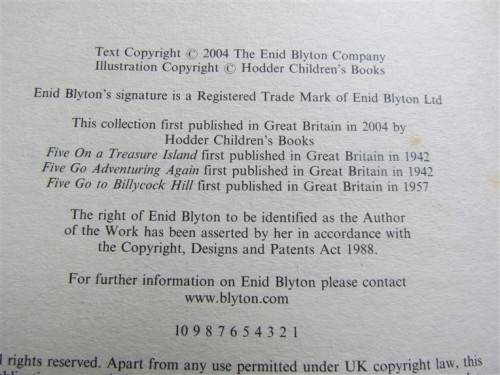 Text Copyright © 2004 The Enid Blyton Company
Illustration Copyright © Hodder Children's Books
Enid Blyton's signature is a Registered Trade Mark of Enid Blyton Ltd
This collection first published in Great Britain in 2004 by
Hodder Children's Books
Five On a Treasure Island first published in Great Britain in 1942
Five Go Adventuring Again first published in Great Britain in 1942
Five Go to Billycock Hill first published in Great Britain in 1957
The right of Enid Blyton to be identified as the Author
of the Work has been asserted by her in accordance with
the Copyright, Designs and Patents Act 1988.
For further information on Enid Blyton please contact
www.blyton.com
10 9 8 7 6 5 4 3 2 1
rights reserved. Apart from any use permitted under UK copyright law, this